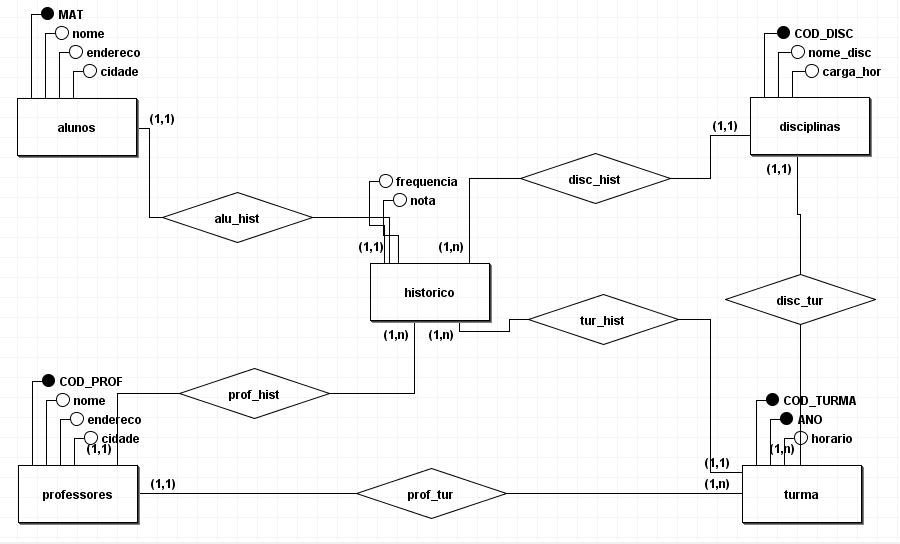 MAT
nome
endereco
cidade
alunos
(1,1)
COD_DISC
nome_disc
carga_hor
disciplinas
(1,1)
(1,1)
disc_hist
frequencia
nota
alu_hist
(1,1)
(1,n)
historico
(1,n)
(1,n)
tur_hist
disc_tur
prof_hist
COD_PROF
nome
endereco
cidade
(1,1)
professores
(1,1)
prof_tur
COD_TURMA
ANO
horario
(1,n)
(1,1)
(1,n)
turma